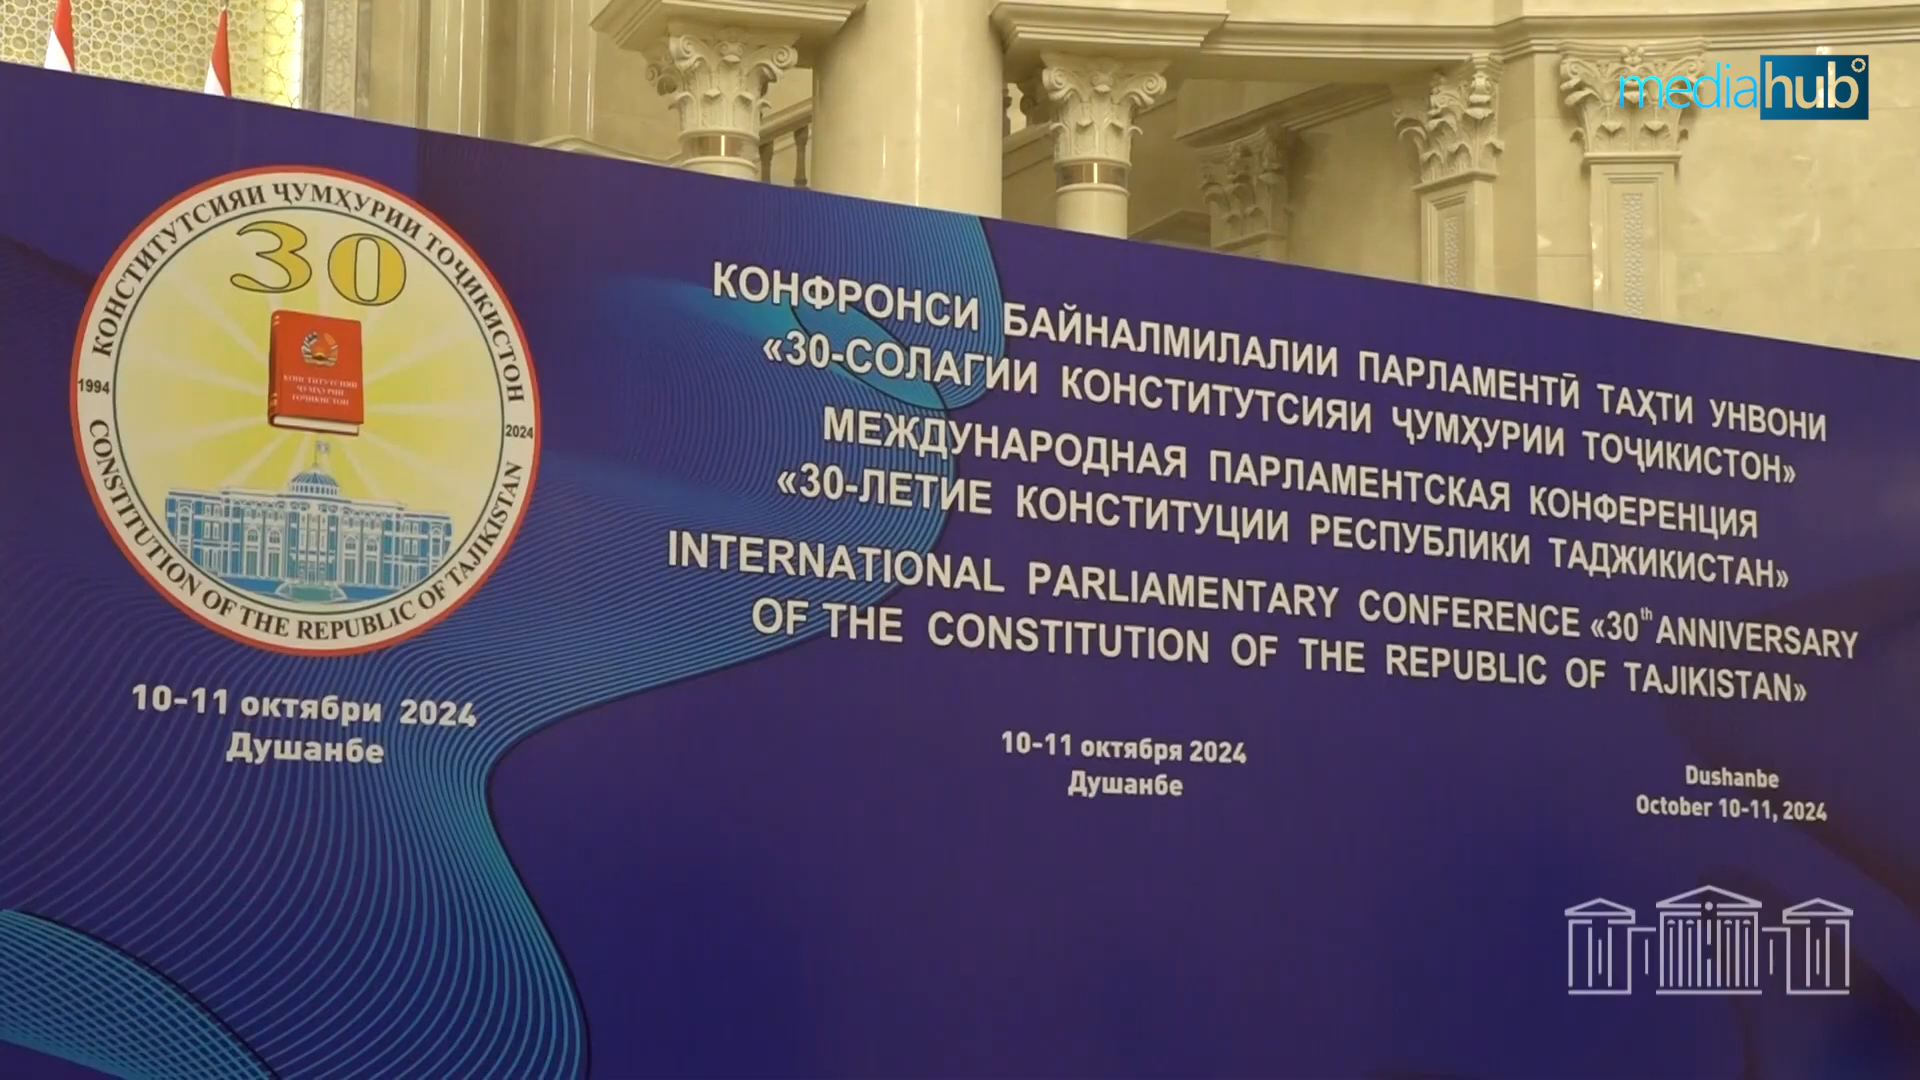 mediahub
КОНСТИТУТСИЯИ ҶУМҲУРИИ ТОҶИКИСТОН
30
КОНСТИТУТСИЯИ
ҶУМҲУРИИ
ТОҶИКИСТОН
1994
2024
CONSTITUTION OF THE REPUBLIC OF TAJIKISTAN
10-11 октябри 2024
Душанбе
КОНФРОНСИ БАЙНАЛМИЛАЛИИ ПАРЛАМЕНТӢ ТАҲТИ УНВОНИ
«30-СОЛАГИИ КОНСТИТУТСИЯИ ҶУМҲУРИИ ТОҶИКИСТОН»
МЕЖДУНАРОДНАЯ ПАРЛАМЕНТСКАЯ КОНФЕРЕНЦИЯ
«30-ЛЕТИЕ КОНСТИТУЦИИ РЕСПУБЛИКИ ТАДЖИКИСТАН»
INTERNATIONAL PARLIAMENTARY CONFERENCE «30th ANNIVERSARY
OF THE CONSTITUTION OF THE REPUBLIC OF TAJIKISTAN»
10-11 октября 2024
Душанбе
Dushanbe
October 10-11, 2024